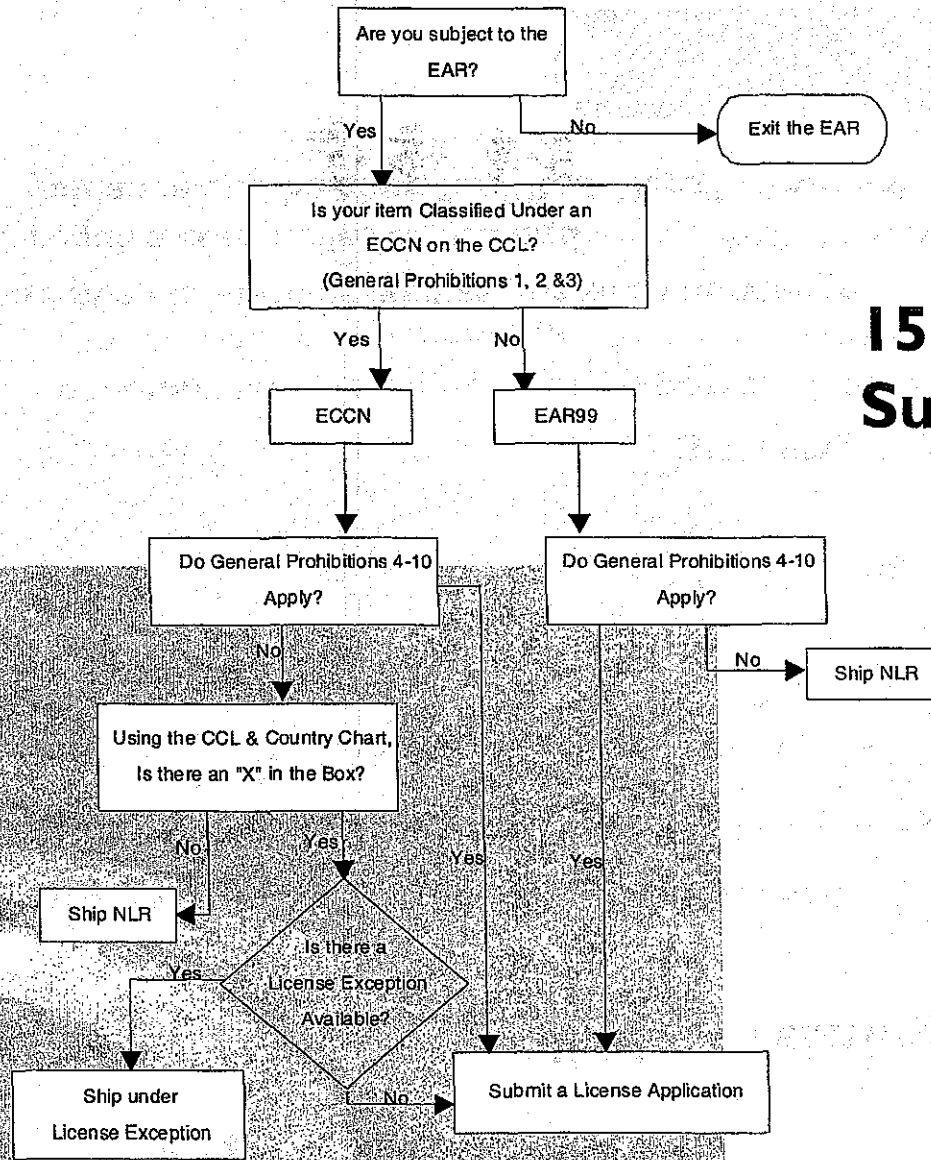 Are you subject to the
EAR?
Yes
No
Exit the EAR
Is your item Classified Under an
ECCN on the CCL?
(General Prohibitions 1, 2 &3)
Yes
No
15
Su
ECCN
EAR99
Do General Prohibitions 4-10
Apply?
Do General Prohibitions 4-10
Apply?
No
No
Ship NLR
Using the CCL & Country Chart,
Is there an "X" in the Box?
No
Yes
Yes
Yes
Ship NLR
Is there a
License Exception
Available?
Yes
Ship under
License Exception
No
Submit a License Application